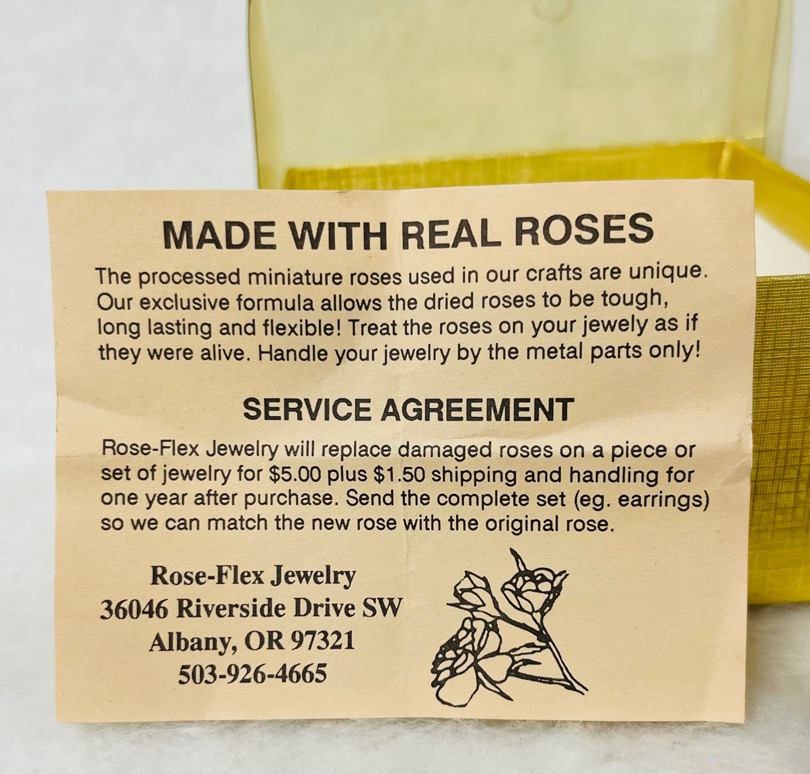 MADE WITH REAL ROSES
The processed miniature roses used in our crafts are unique.
Our exclusive formula allows the dried roses to be tough,
long lasting and flexible! Treat the roses on your jewely as if
they were alive. Handle your jewelry by the metal parts only!
SERVICE AGREEMENT
Rose-Flex Jewelry will replace damaged roses on a piece or
set of jewelry for $5.00 plus $1.50 shipping and handling for
one year after purchase. Send the complete set (eg. earrings)
so we can match the new rose with the original rose.
Rose-Flex Jewelry
36046 Riverside Drive SW
Albany, OR 97321
503-926-4665